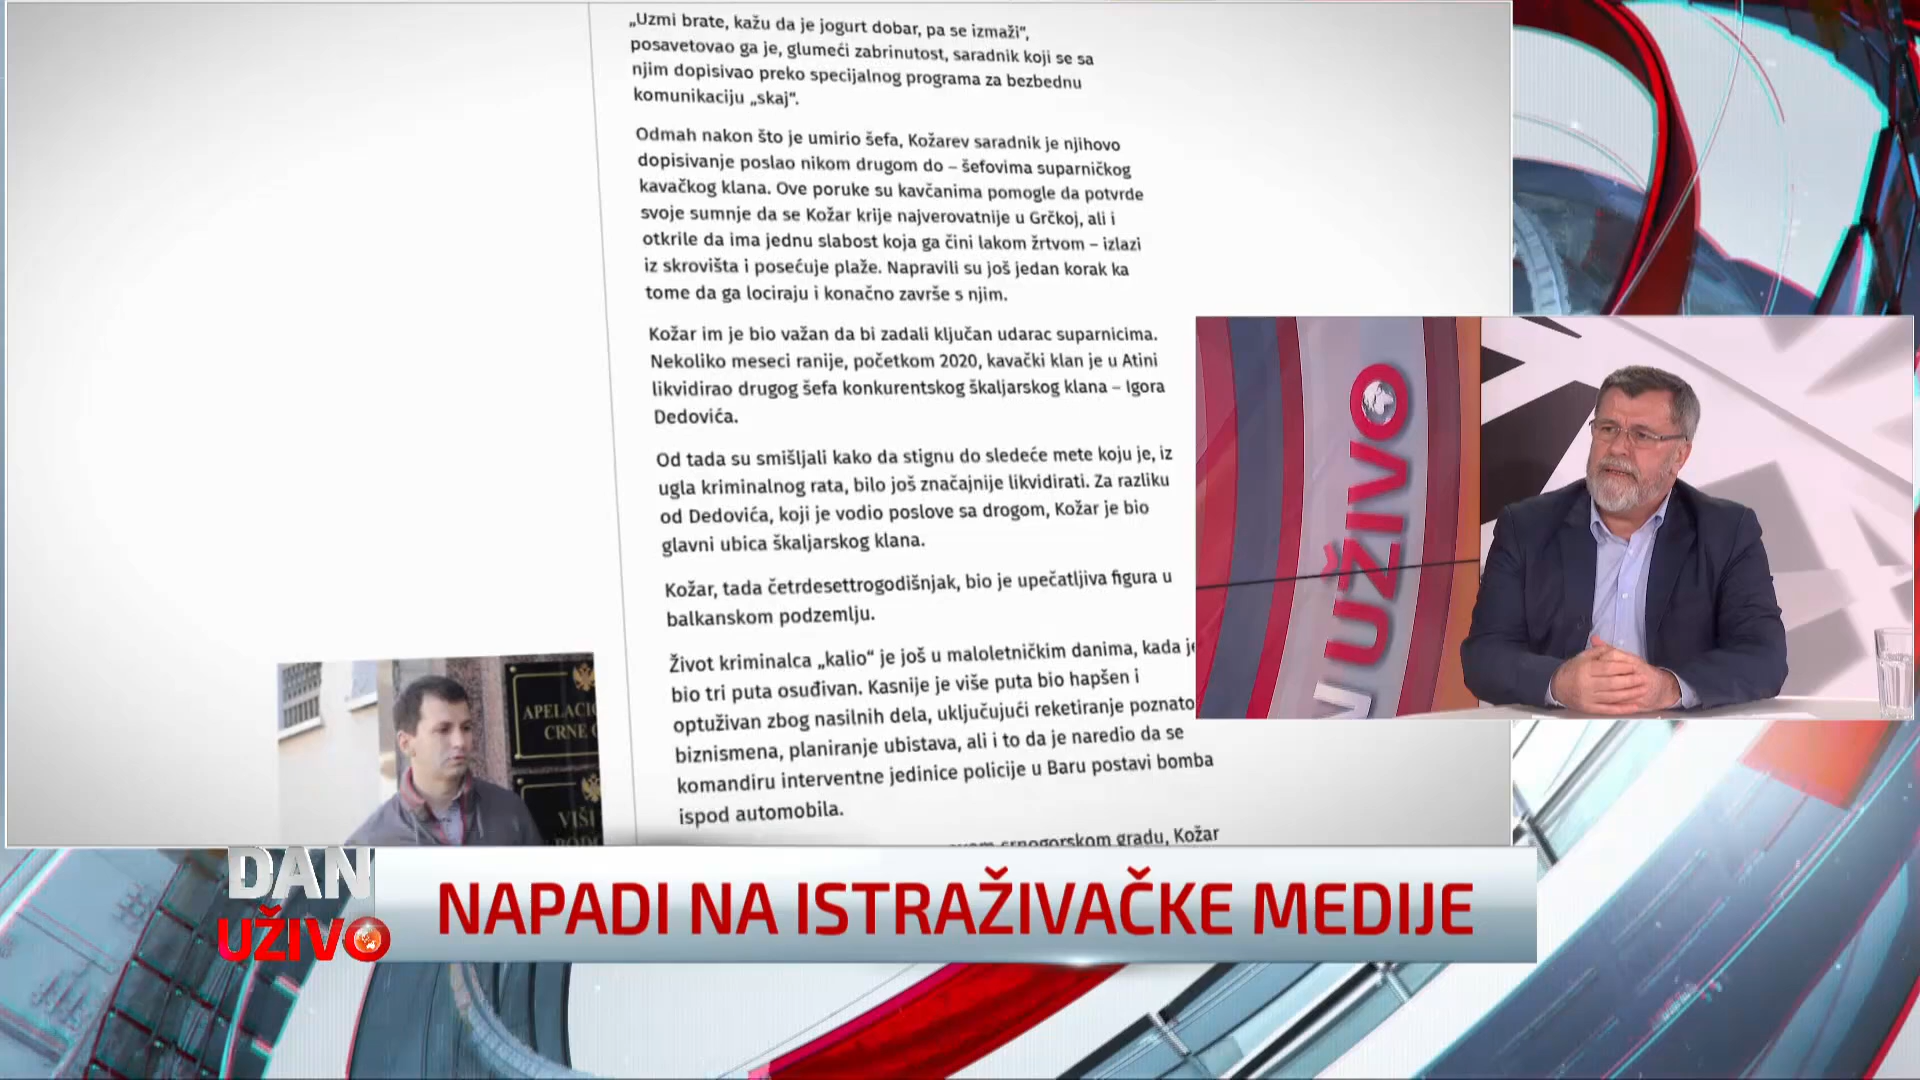 „Uzmi brate, kažu da je jogurt dobar, pa se izmaži“,
posavetovao ga je, glumeći zabrinutost, saradnik koji se sa
njim dopisivao preko specijalnog programa za bezbednu
komunikaciju „skaj“.
Odmah nakon što je umirio šefa, Kožarev saradnik je njihovo
dopisivanje poslao nikom drugom do – šefovima suparničkog
kavačkog klana. Ove poruke su kavčanima pomogle da potvrde
svoje sumnje da se Kožar krije najverovatnije u Grčkoj, ali i
otkrile da ima jednu slabost koja ga čini lakom žrtvom – izlazi
iz skrovišta i posećuje plaže. Napravili su još jedan korak ka
tome da ga lociraju i konačno završe s njim.
Kožar im je bio važan da bi zadali ključan udarac suparnicima.
Nekoliko meseci ranije, početkom 2020, kavački klan je u Atini
likvidirao drugog šefa konkurentskog škaljarskog klana – Igora
Dedovića.
Od tada su smišljali kako da stignu do sledeće mete koju je, iz
ugla kriminalnog rata, bilo još značajnije likvidirati. Za razliku
od Dedovića, koji je vodio poslove sa drogom, Kožar je bio
glavni ubica škaljarskog klana.
Kožar, tada četrdesettrogodišnjak, bio je upečatljiva figura u
balkanskom podzemlju.
Život kriminalca „kalio“ je još u maloletničkim danima, kada je
bio tri puta osuđivan. Kasnije je više puta bio hapšen i
optuživan zbog nasilnih dela, uključujući reketiranje poznato
biznismena, planiranje ubistava, ali i to da je naredio da se
komandiru interventne jedinice policije u Baru postavi bomba
ispod automobila.
crnogorskom gradu, Kožar
APELACIO
CRNE
VIŠI
UŽIVO
DAN
UŽIVO
NAPADI NA ISTRAŽIVAČKE MEDIJE